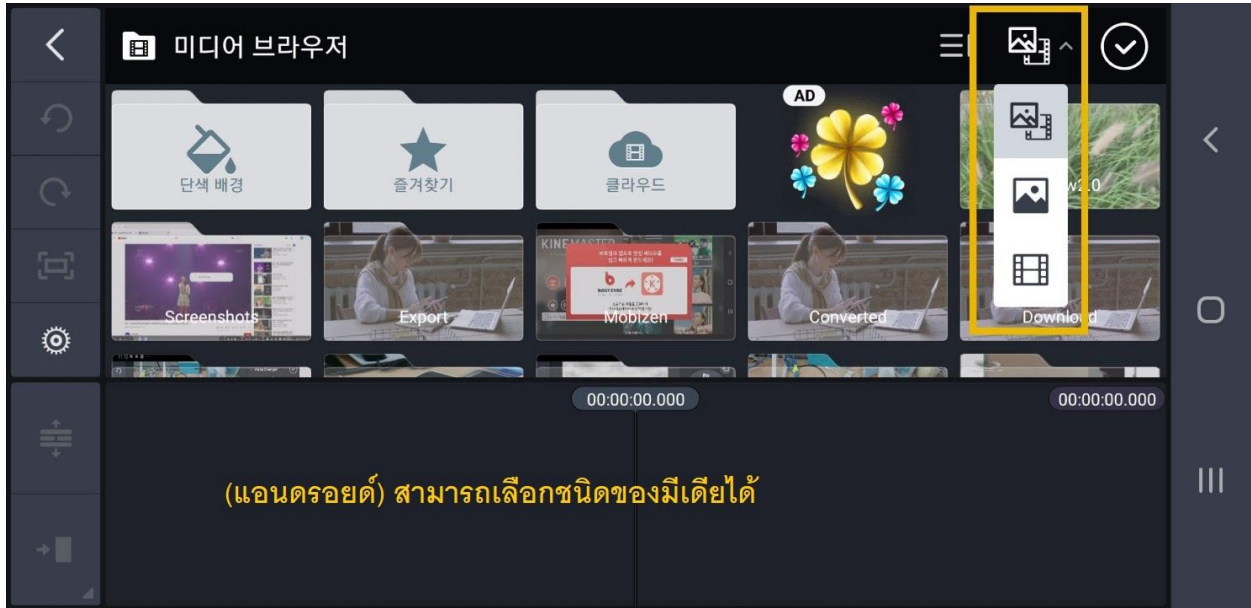 미디어 브라우저
AD
단색 배경
즐겨찾기
클라우드
Screenshots
Export
KINEMASTER
Mobizen
Converted
Download
00:00:00.000
00:00:00.000
(แอนดรอยด์) สามารถเลือกชนิดของมีเดียได้